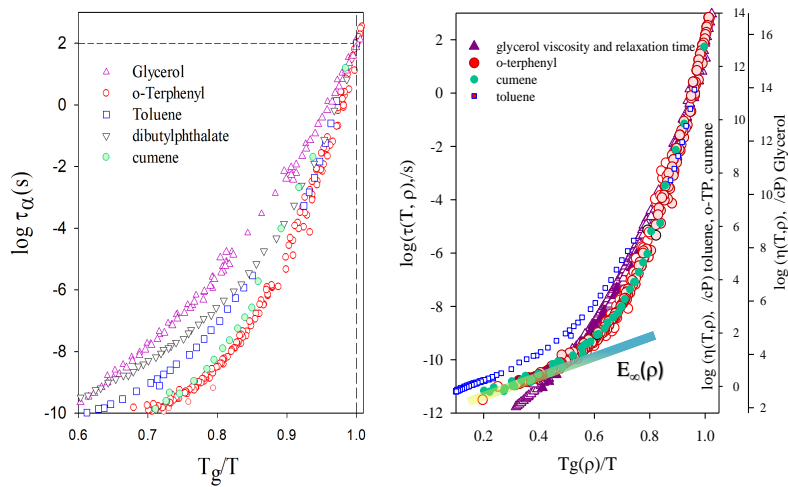 2
0
-2
-4
-6
-8
-10
log τα(s)
Glycerol
o-Terphenyl
Toluene
dibutylphthalate
cumene
0.6 0.7 0.8 0.9 1.0
Tg/T
2
0
-2
-4
-6
-8
-10
-12
log(τ(T, ρ),/s)
glycerol viscosity and relaxation time
o-terphenyl
cumene
toluene
E∞(ρ)
0.2 0.4 0.6 0.8 1.0
Tg(ρ)/T
14
12
10
8
6
4
2
0
log (η(T,ρ), /cP) toluene, o-TP, cumene
16
14
12
10
8
6
4
2
log (η(T,ρ), /cP) Glycerol